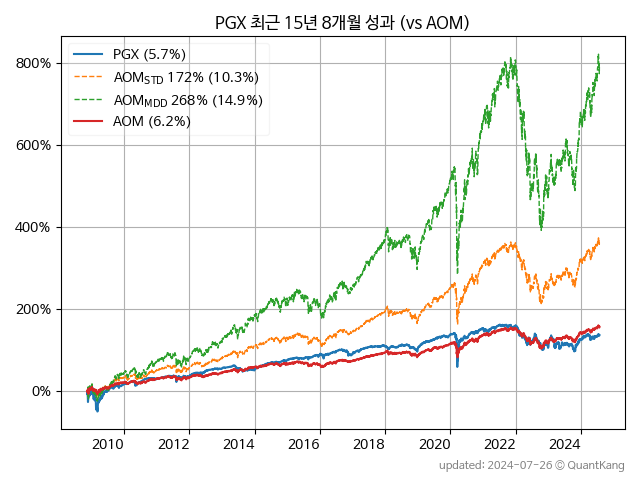 PGX 최근 15년 8개월 성과 (vs AOM)
PGX (5.7%)
AOM_STD 172% (10.3%)
AOM_MDD 268% (14.9%)
AOM (6.2%)
800%
600%
400%
200%
0%
2010 2012 2014 2016 2018 2020 2022 2024
updated: 2024-07-26 © QuantKang